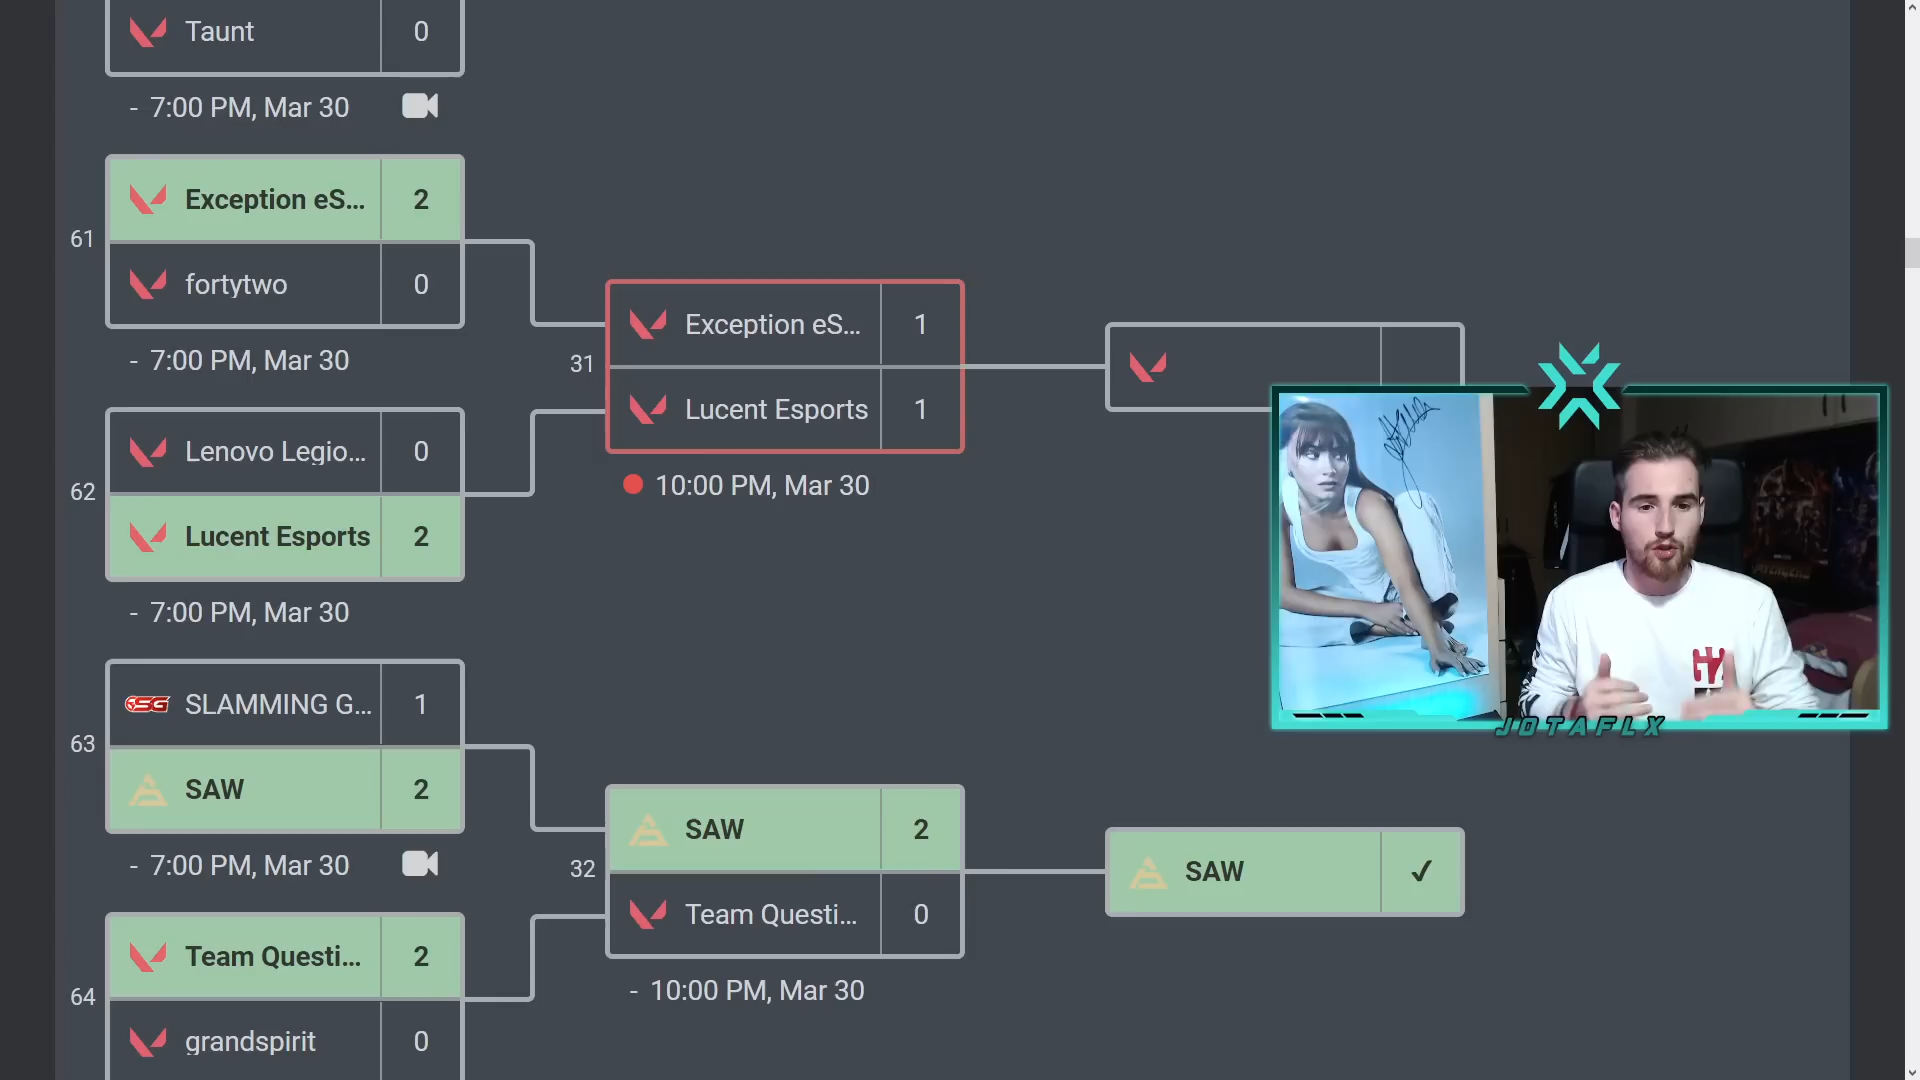 Taunt 0
- 7:00 PM, Mar 30
61
Exception eS... 2
fortytwo 0
- 7:00 PM, Mar 30
62
Lenovo Legio... 0
Lucent Esports 2
- 7:00 PM, Mar 30
63
SG SLAMMING G... 1
SAW 2
- 7:00 PM, Mar 30
64
Team Questi... 2
grandspirit 0
31
Exception eS... 1
Lucent Esports 1
10:00 PM, Mar 30
32
SAW 2
Team Questi... 0
- 10:00 PM, Mar 30
SAW ✓
JOTAFLX